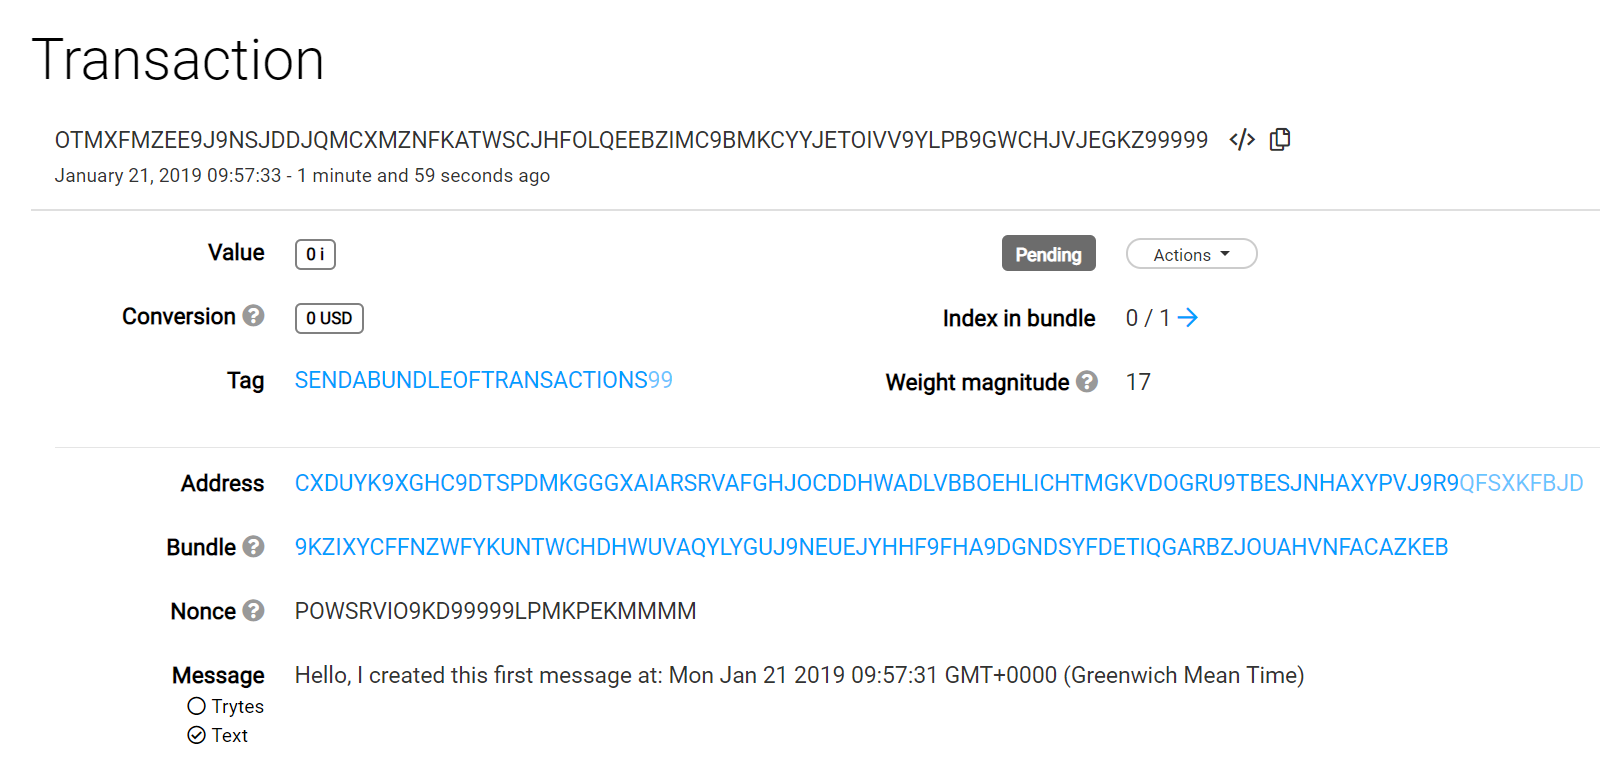 Transaction
OTMXFMZEE9J9NSJDDJQMCXMZNFKATWSCJHFOLQEEBZIMC9BMKCYYJETOIVV9YLPB9GWCHJVJEGKZ99999
January 21, 2019 09:57:33 - 1 minute and 59 seconds ago
Value 0 i Pending Actions
Conversion 0 USD Index in bundle 0 / 1
Tag SENDABUNDLEOFTRANSACTIONS99 Weight magnitude 17
Address CXDUYK9XGHC9DTSPDMKGGGXAIARSRVAFGHJOCDDHWADLVBBOEHLICHTMGKVDOGRU9TBESJNHAXYPVJ9R9QFSXKFBJD
Bundle 9KZIXYCFFNZWFYKUNTWCHDHWUVAQYLYGUJ9NEUEJYHHF9FHA9DGNDSYFDETIQGARBZJOUAHVNFACAZKEB
Nonce POWSRVIO9KD99999LPMKPEKMMMM
Message Hello, I created this first message at: Mon Jan 21 2019 09:57:31 GMT+0000 (Greenwich Mean Time)
Trytes
Text